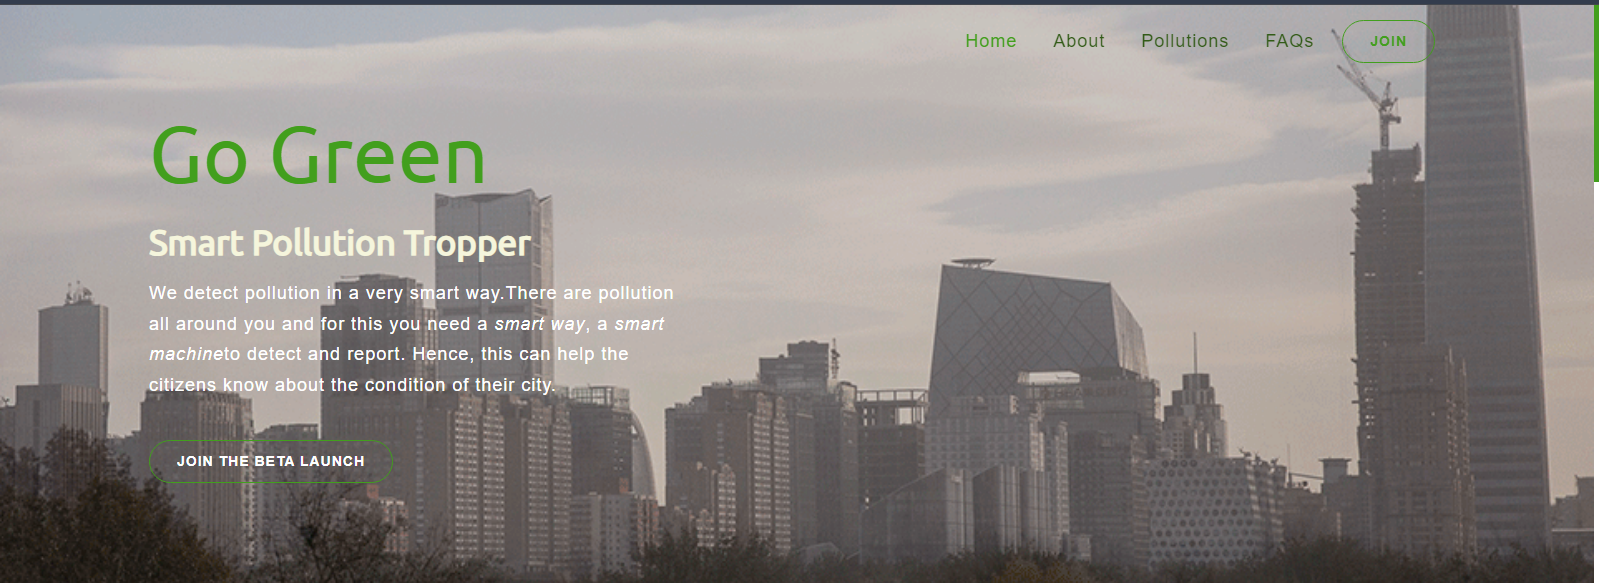 Home About Pollutions FAQs JOIN
Go Green
Smart Pollution Tropper
We detect pollution in a very smart way.There are pollution
all around you and for this you need a smart way, a smart
machineto detect and report. Hence, this can help the
citizens know about the condition of their city.
JOIN THE BETA LAUNCH